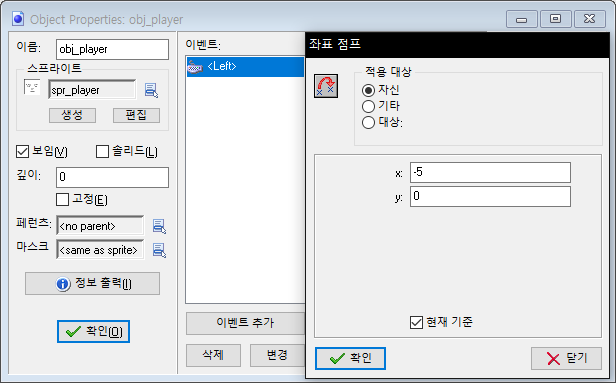 Object Properties: obj_player
이름:
obj_player
스프라이트
spr_player
생성
편집
보임(V)
솔리드(L)
깊이:
0
고정(E)
페런츠:
<no parent>
마스크
<same as sprite>
정보 출력(I)
확인(O)
이벤트:
<Left>
이벤트 추가
삭제
변경
좌표 점프
적용 대상
자신
기타
대상:
x:
-5
y:
0
현재 기준
확인
닫기